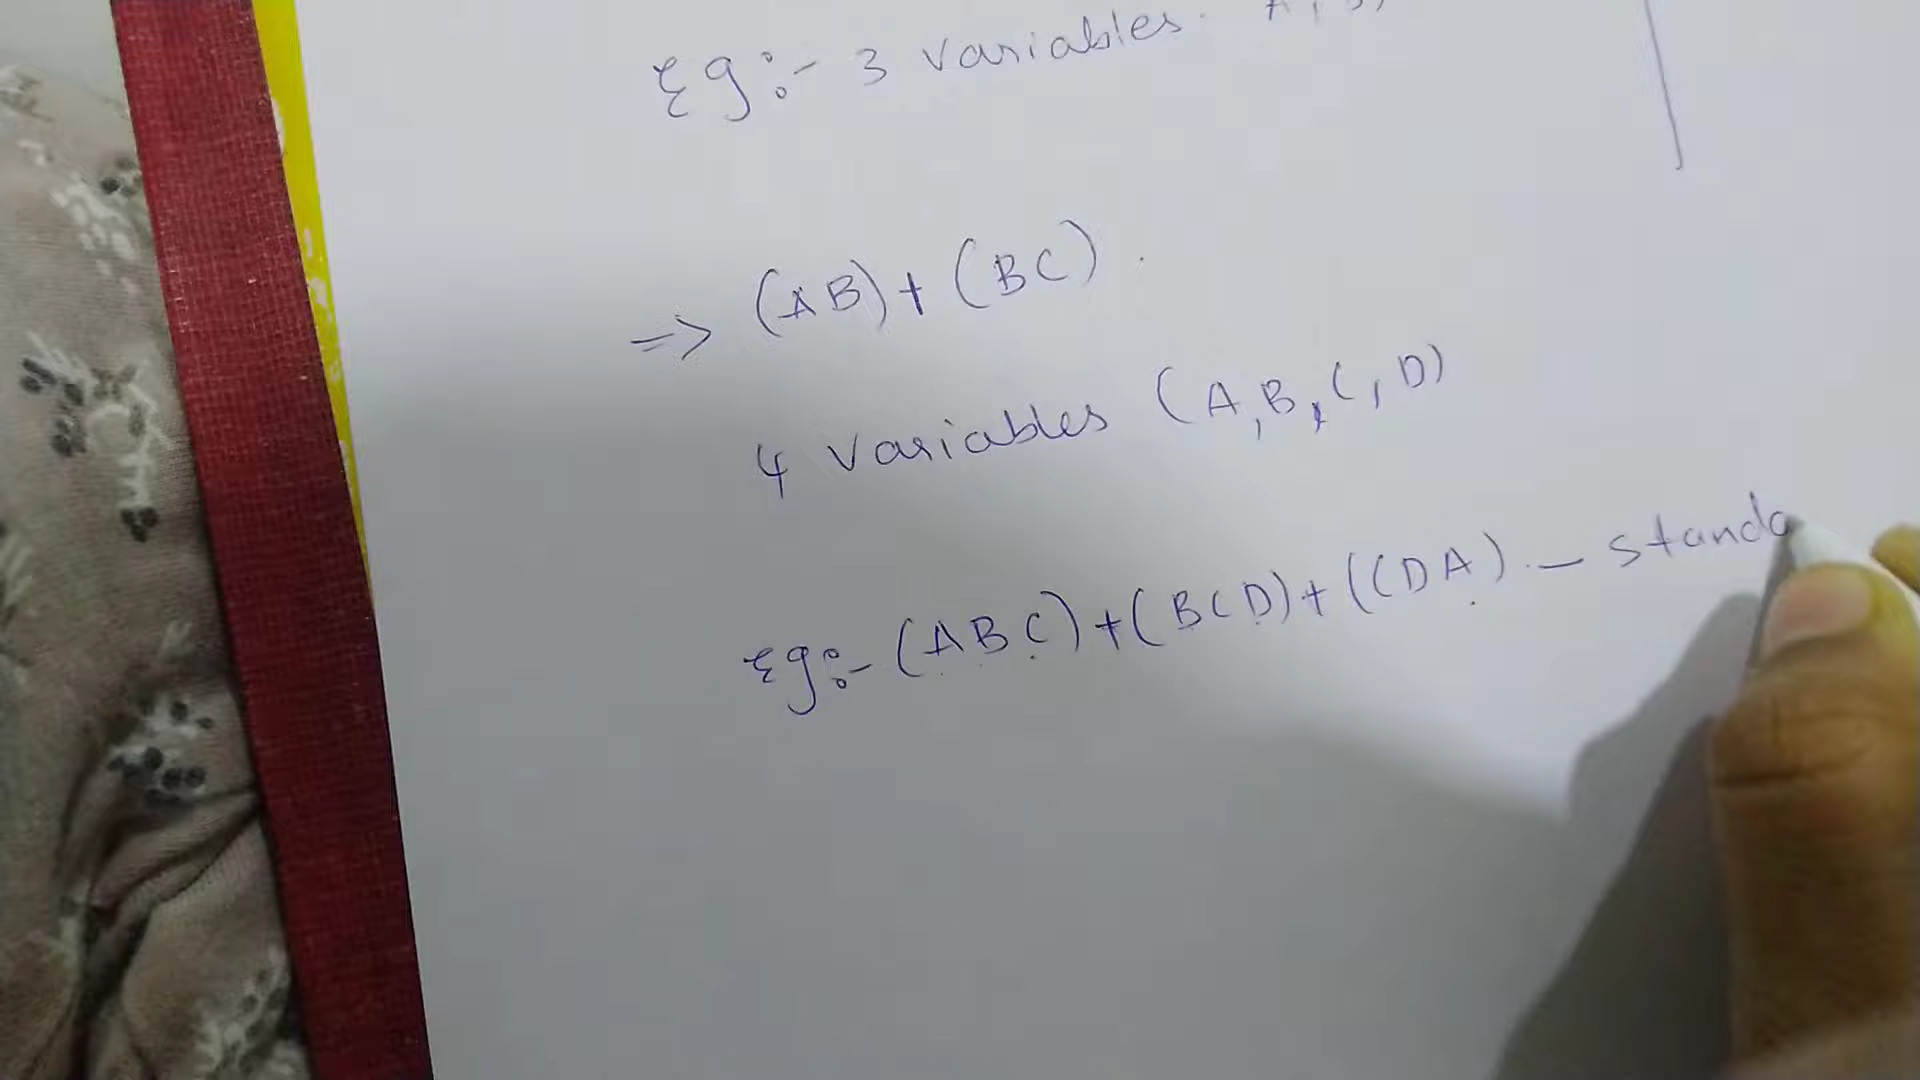 Eg:- 3 variables.
=> (AB) + (BC).
4 variables (A, B, C, D)
Eg:- (ABC)+(BCD)+(CDA). - standa